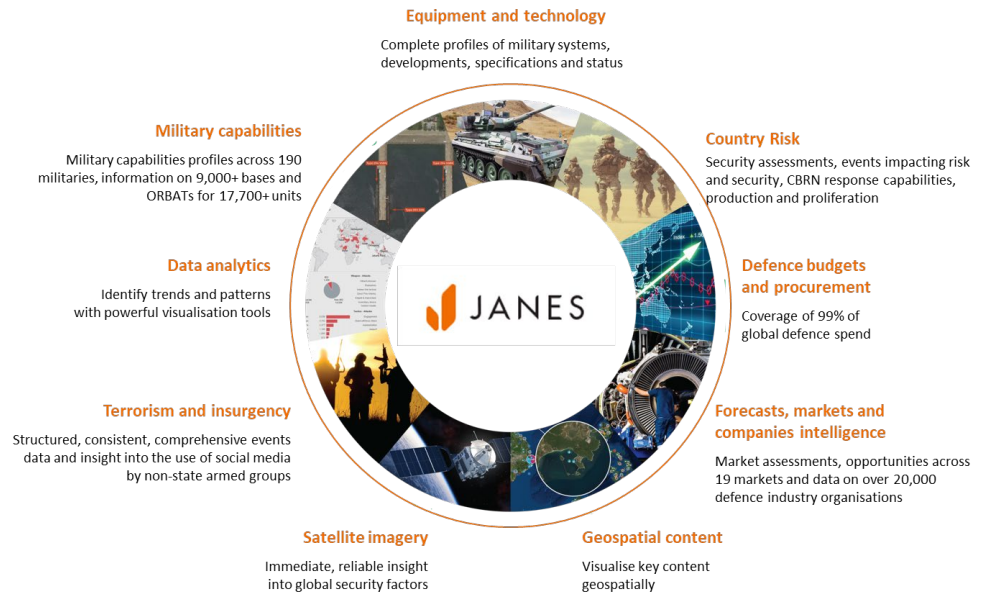 Equipment and technology
Complete profiles of military systems,
developments, specifications and status
Military capabilities
Military capabilities profiles across 190
militaries, information on 9,000+ bases and
ORBATs for 17,700+ units
Country Risk
Security assessments, events impacting risk
and security, CBRN response capabilities,
production and proliferation
Data analytics
Identify trends and patterns
with powerful visualisation tools
JANES
Defence budgets
and procurement
Coverage of 99% of
global defence spend
Terrorism and insurgency
Structured, consistent, comprehensive events
data and insight into the use of social media
by non-state armed groups
Forecasts, markets and
companies intelligence
Market assessments, opportunities across
19 markets and data on over 20,000
defence industry organisations
Satellite imagery
Immediate, reliable insight
into global security factors
Geospatial content
Visualise key content
geospatially